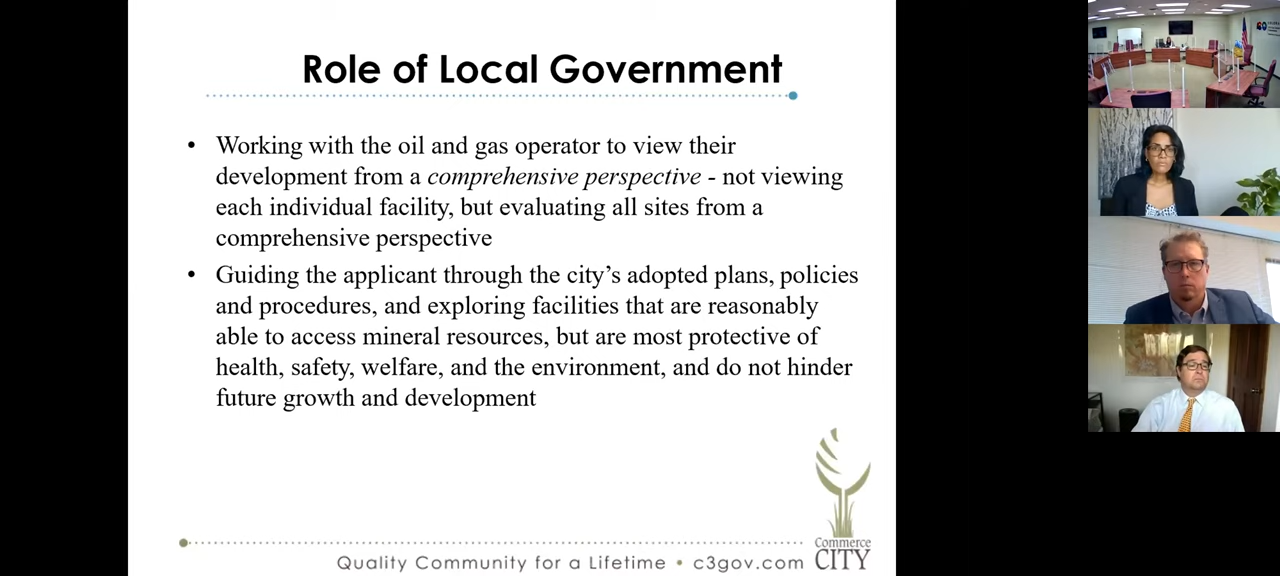 Role of Local Government
• Working with the oil and gas operator to view their
development from a comprehensive perspective - not viewing
each individual facility, but evaluating all sites from a
comprehensive perspective
• Guiding the applicant through the city's adopted plans, policies
and procedures, and exploring facilities that are reasonably
able to access mineral resources, but are most protective of
health, safety, welfare, and the environment, and do not hinder
future growth and development
Quality Community for a Lifetime • c3gov.com
Commerce
CITY